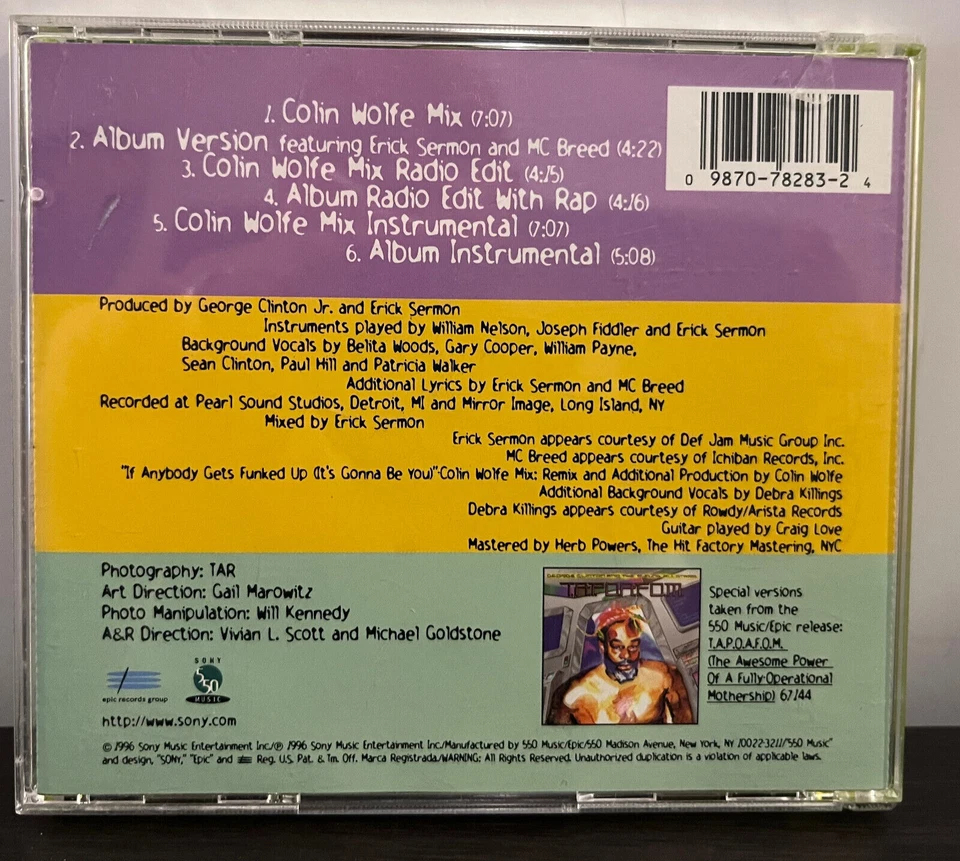 1. Colin Wolfe Mix (7:07)
2. Album Version featuring Erick Sermon and MC Breed (4:22)
3. Colin Wolfe Mix Radio Edit (4:15)
4. Album Radio Edit With Rap (4:16)
5. Colin Wolfe Mix Instrumental (7:07)
6. Album Instrumental (5:08)
0 9870-78283-2 4
Produced by George Clinton Jr. and Erick Sermon
Instruments played by William Nelson, Joseph Fiddler and Erick Sermon
Background Vocals by Belita Woods, Gary Cooper, William Payne,
Sean Clinton, Paul Hill and Patricia Walker
Additional Lyrics by Erick Sermon and MC Breed
Recorded at Pearl Sound Studios, Detroit, MI and Mirror Image, Long Island, NY
Mixed by Erick Sermon
Erick Sermon appears courtesy of Def Jam Music Group Inc.
MC Breed appears courtesy of Ichiban Records, Inc.
"If Anybody Gets Funked Up (It's Gonna Be You)"-Colin Wolfe Mix: Remix and Additional Production by Colin Wolfe
Additional Background Vocals by Debra Killings
Debra Killings appears courtesy of Rowdy/Arista Records
Guitar played by Craig Love
Mastered by Herb Powers, The Hit Factory Mastering, NYC
Photography: TAR
Art Direction: Gail Marowitz
Photo Manipulation: Will Kennedy
A&R Direction: Vivian L. Scott and Michael Goldstone
epic records group
SONY
550
MUSIC
http://www.sony.com
T.A.P.O.A.F.O.M.
Special versions
taken from the
550 Music/Epic release:
T.A.P.O.A.F.O.M.
(The Awesome Power
Of A Fully-Operational
Mothership) 67144
© 1996 Sony Music Entertainment Inc./℗ 1996 Sony Music Entertainment Inc./Manufactured by 550 Music/Epic/550 Madison Avenue, New York, NY 10022-3211/"550 Music"
and design, "SONY," "Epic" and Reg. U.S. Pat. & Tm. Off. Marca Registrada/WARNING: All Rights Reserved. Unauthorized duplication is a violation of applicable laws.